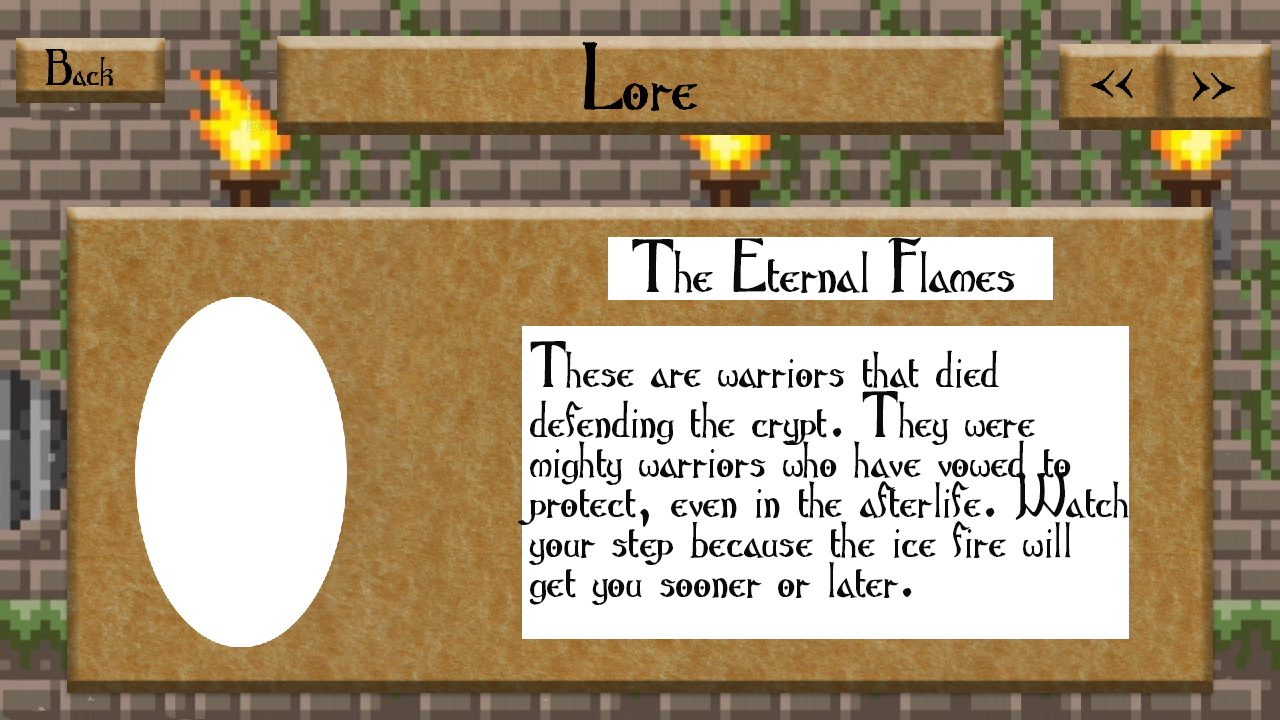 Back
Lore
<< >>
The Eternal Flames
These are warriors that died
defending the crypt. They were
mighty warriors who have vowed to
protect, even in the afterlife. Watch
your step because the ice fire will
get you sooner or later.